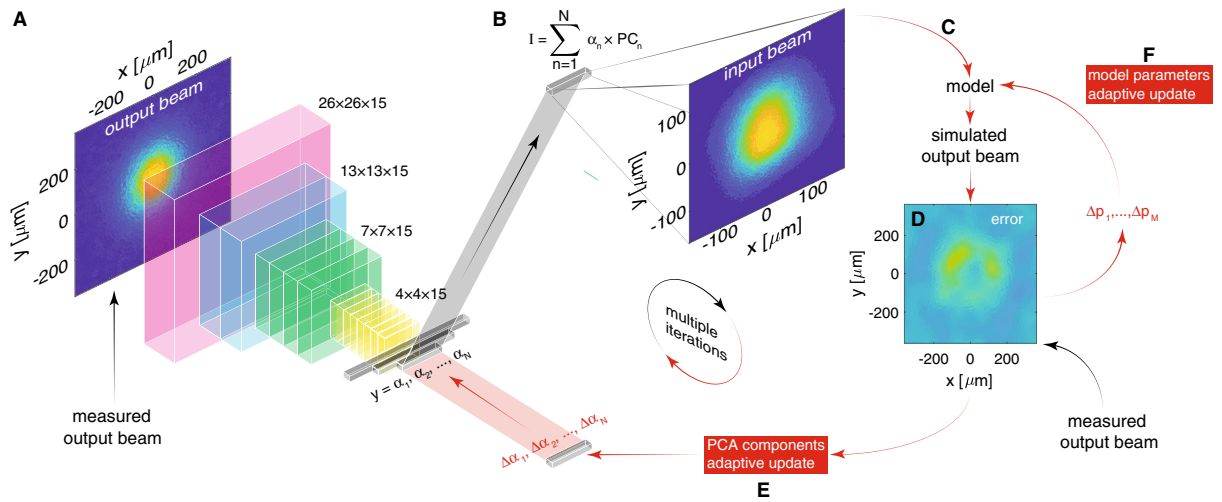 A
x [μm]
-200 0 200
output beam
200
0
-200
y [μm]
measured
output beam
26×26×15
13×13×15
7×7×15
4×4×15
y = α1, α2, ..., αN
Δα1, Δα2, ..., ΔαN
B
N
I = ∑ αn × PCn
n=1
input beam
100
0
-100
y [μm]
-100 0 100
x [μm]
multiple
iterations
C
model
simulated
output beam
D
error
200
0
-200
y [μm]
-200 0 200
x [μm]
measured
output beam
PCA components
adaptive update
E
F
model parameters
adaptive update
Δp1,...,ΔpM